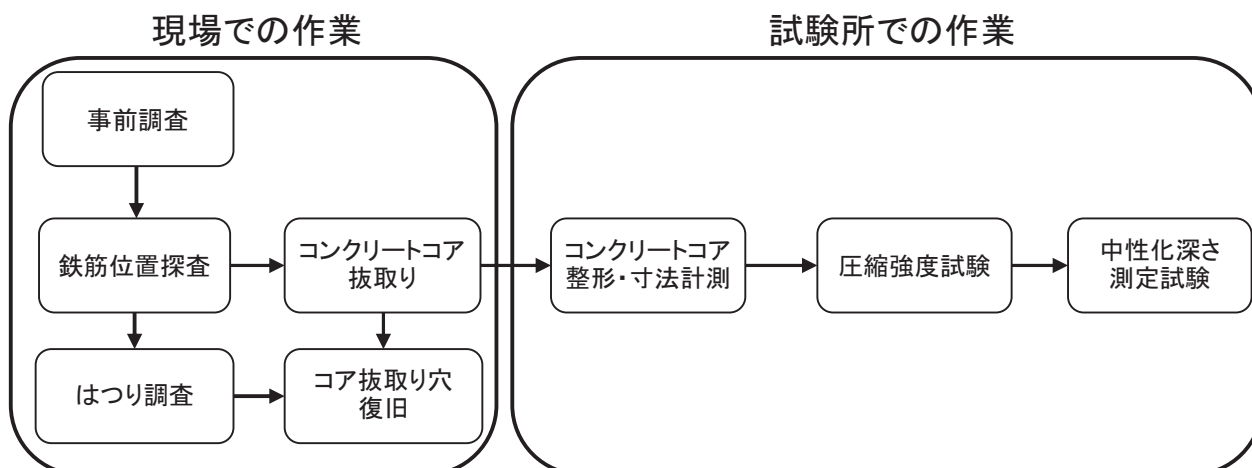 現場での作業
試験所での作業
事前調査
鉄筋位置探査
コンクリートコア
抜取り
コンクリートコア
整形・寸法計測
圧縮強度試験
中性化深さ
測定試験
はつり調査
コア抜取り穴
復旧